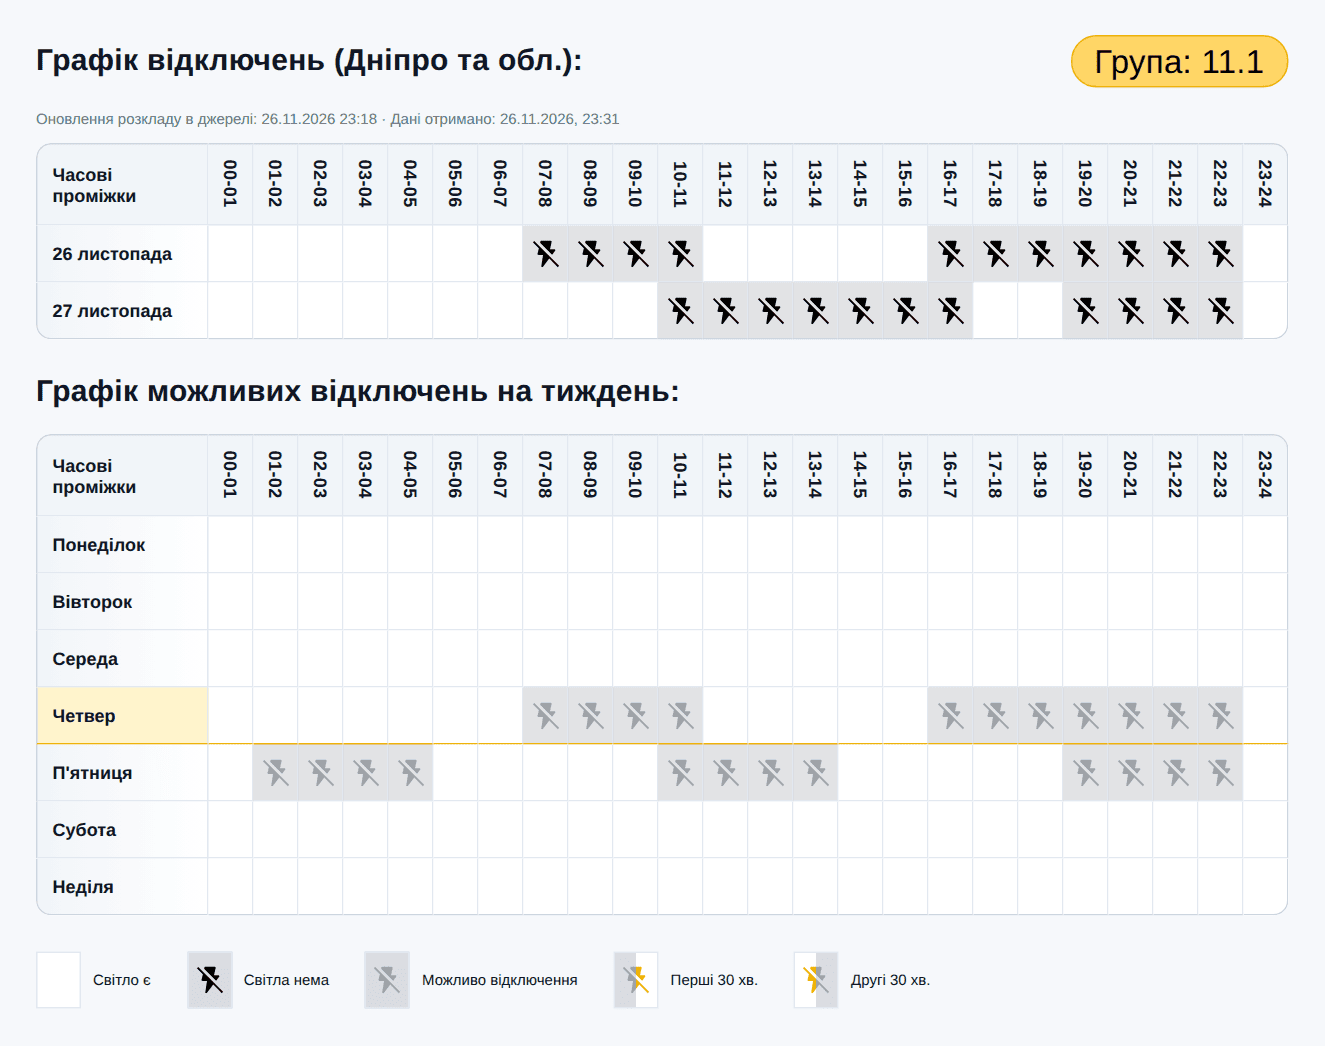 Графік відключень (Дніпро та обл.):
Група: 11.1
Оновлення розкладу в джерелі: 26.11.2026 23:18 · Дані отримано: 26.11.2026, 23:31
Часові проміжки 00-01 01-02 02-03 03-04 04-05 05-06 06-07 07-08 08-09 09-10 10-11 11-12 12-13 13-14 14-15 15-16 16-17 17-18 18-19 19-20 20-21 21-22 22-23 23-24
26 листопада
27 листопада
Графік можливих відключень на тиждень:
Часові проміжки 00-01 01-02 02-03 03-04 04-05 05-06 06-07 07-08 08-09 09-10 10-11 11-12 12-13 13-14 14-15 15-16 16-17 17-18 18-19 19-20 20-21 21-22 22-23 23-24
Понеділок
Вівторок
Середа
Четвер
П'ятниця
Субота
Неділя
Світло є Світла нема Можливо відключення Перші 30 хв. Другі 30 хв.